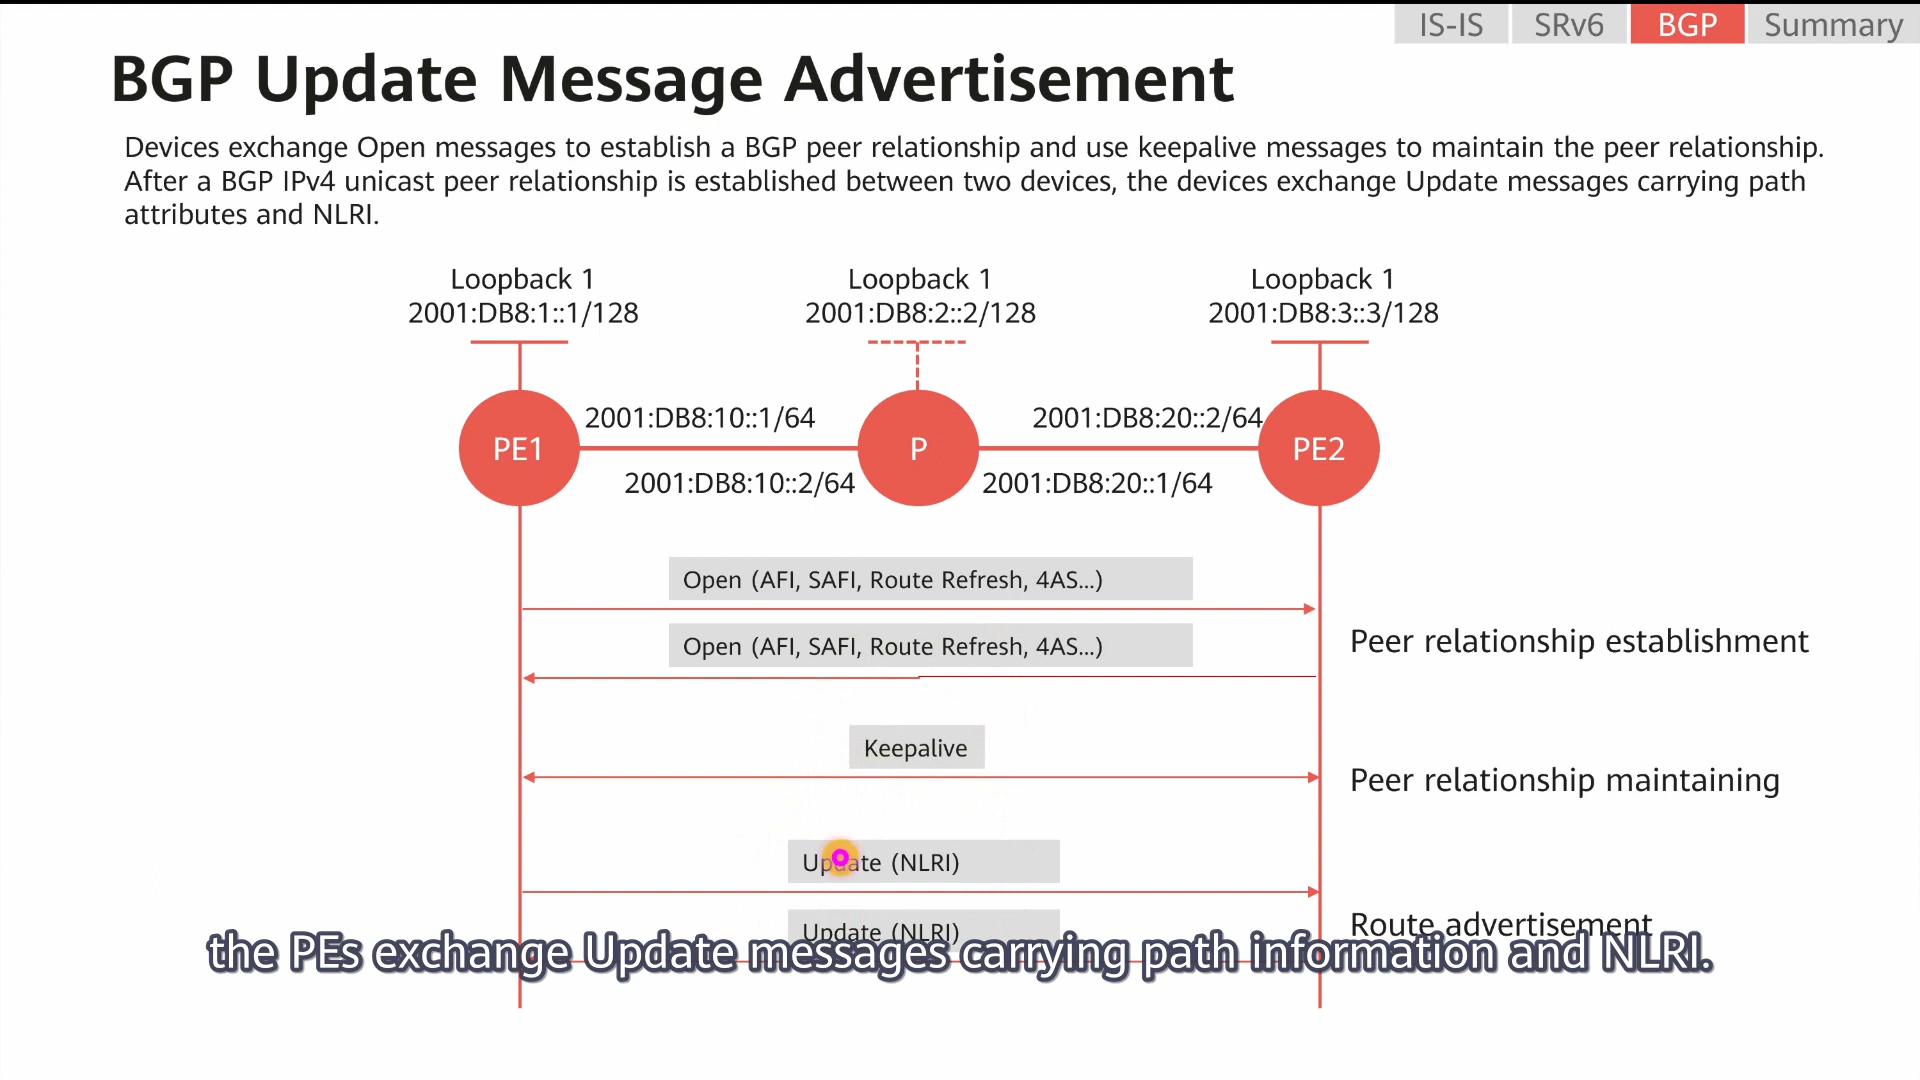 IS-IS SRv6 BGP Summary
BGP Update Message Advertisement
Devices exchange Open messages to establish a BGP peer relationship and use keepalive messages to maintain the peer relationship.
After a BGP IPv4 unicast peer relationship is established between two devices, the devices exchange Update messages carrying path
attributes and NLRI.
Loopback 1
2001:DB8:1::1/128
Loopback 1
2001:DB8:2::2/128
Loopback 1
2001:DB8:3::3/128
PE1
2001:DB8:10::1/64
2001:DB8:10::2/64
P
2001:DB8:20::2/64
2001:DB8:20::1/64
PE2
Open (AFI, SAFI, Route Refresh, 4AS...)
Open (AFI, SAFI, Route Refresh, 4AS...)
Peer relationship establishment
Keepalive
Peer relationship maintaining
Update (NLRI)
Update (NLRI)
Route advertisement
the PEs exchange Update messages carrying path information and NLRI.